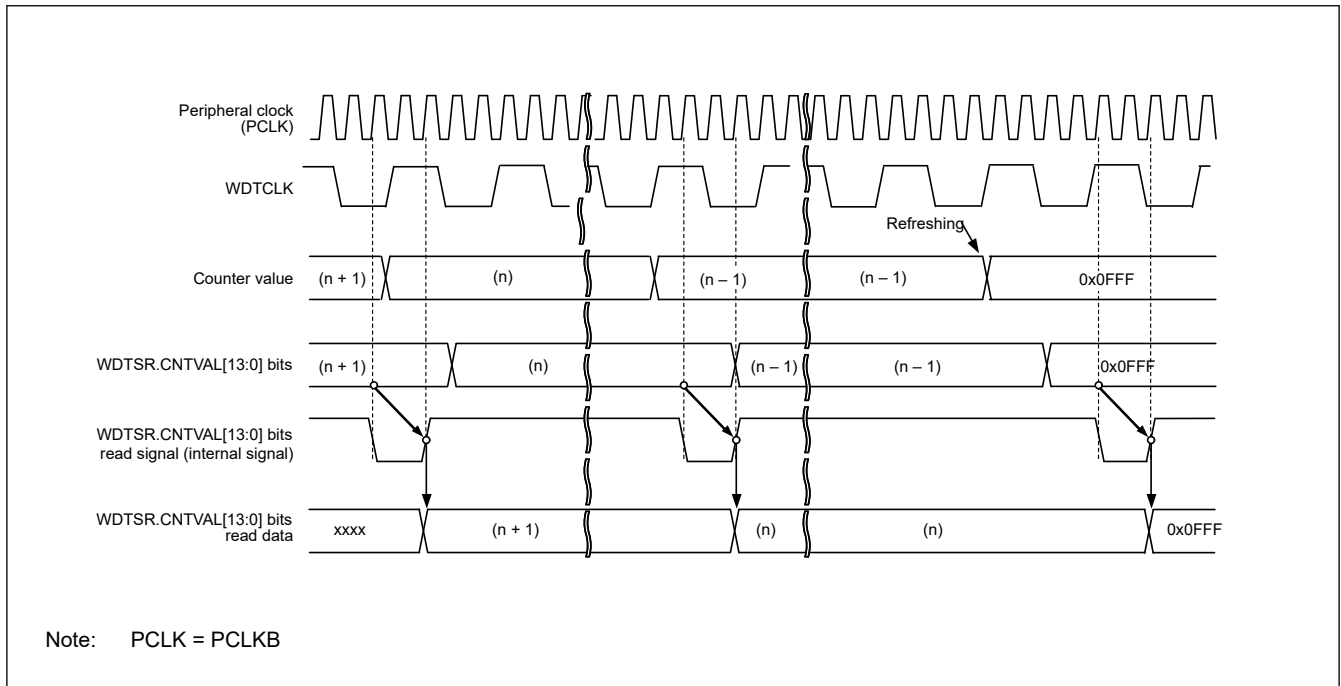 Peripheral clock
(PCLK)
WDTCLK
Refreshing
Counter value
(n + 1)
(n)
(n – 1)
(n – 1)
0x0FFF
WDTSR.CNTVAL[13:0] bits
(n + 1)
(n)
(n – 1)
(n – 1)
0x0FFF
WDTSR.CNTVAL[13:0] bits
read signal (internal signal)
WDTSR.CNTVAL[13:0] bits
read data
xxxx
(n + 1)
(n)
(n)
0x0FFF
Note: PCLK = PCLKB